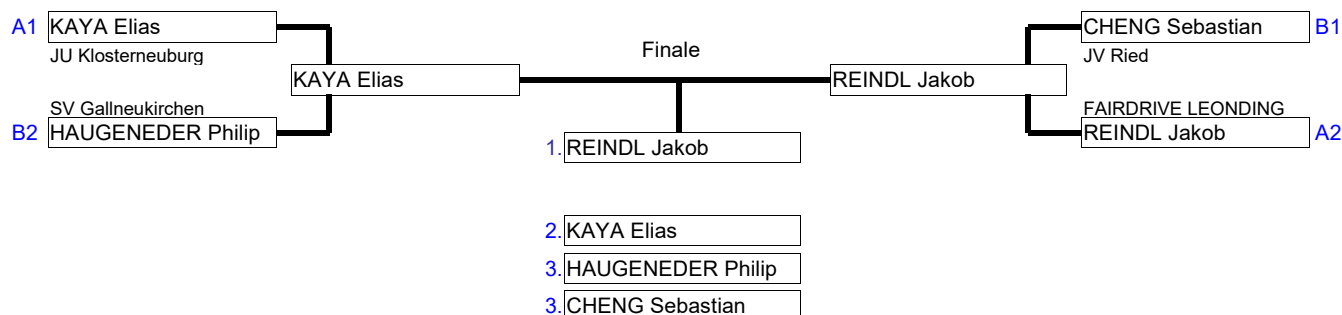 A1 KAYA Elias
JU Klosterneuburg
KAYA Elias
SV Gallneukirchen
B2 HAUGENEDER Philip
Finale
CHENG Sebastian B1
JV Ried
REINDL Jakob
FAIRDRIVE LEONDING
REINDL Jakob A2
1. REINDL Jakob
2. KAYA Elias
3. HAUGENEDER Philip
3. CHENG Sebastian